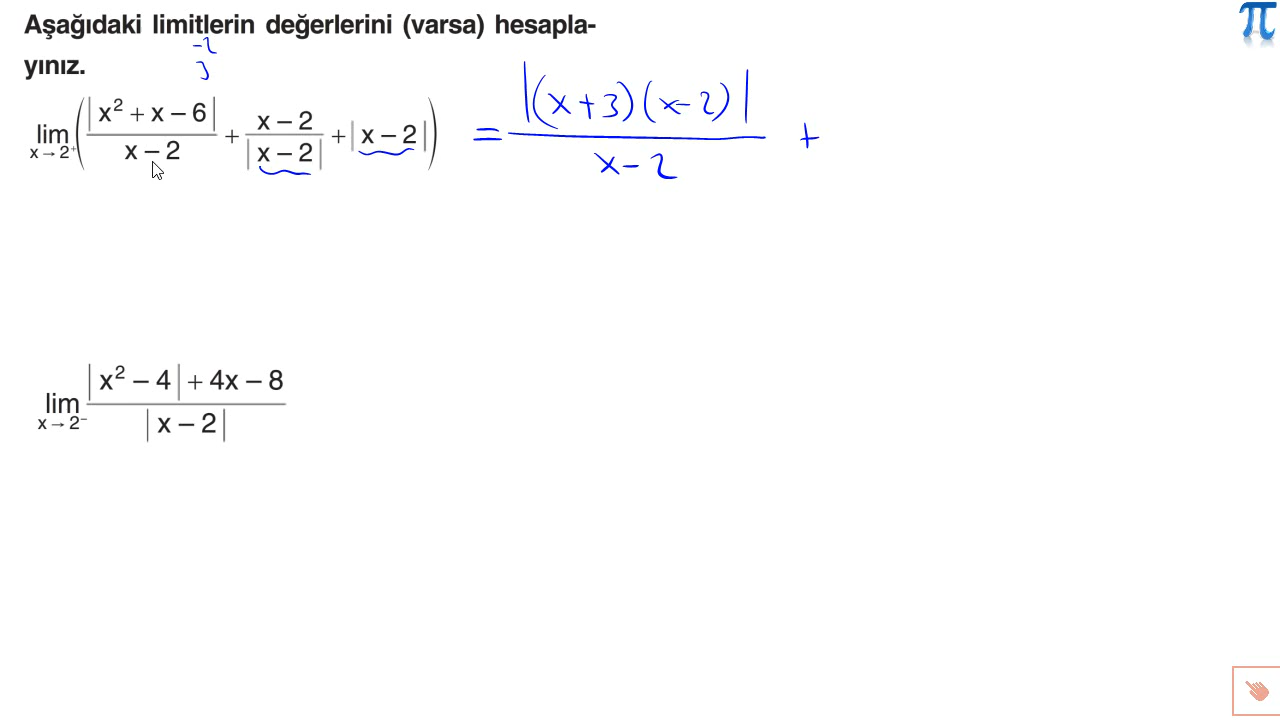 Aşağıdaki limitlerin değerlerini (varsa) hesapla-
yınız.
-2
3
lim x→2⁺ ( |x² + x − 6| / (x − 2) + (x − 2) / |x − 2| + |x − 2| ) = |(x+3)(x-2)| / (x-2) +
lim x→2⁻ (|x² − 4| + 4x − 8) / |x − 2|
π